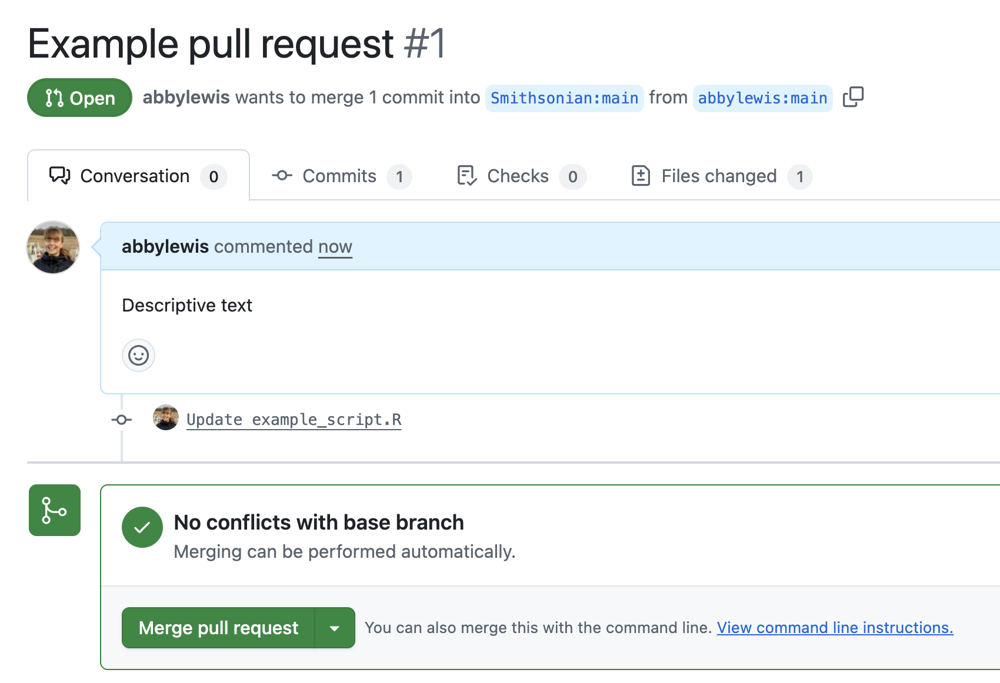 Example pull request #1
Open abbylewis wants to merge 1 commit into Smithsonian:main from abbylewis:main
Conversation 0 Commits 1 Checks 0 Files changed 1
abbylewis commented now
Descriptive text
Update example_script.R
No conflicts with base branch
Merging can be performed automatically.
Merge pull request You can also merge this with the command line. View command line instructions.